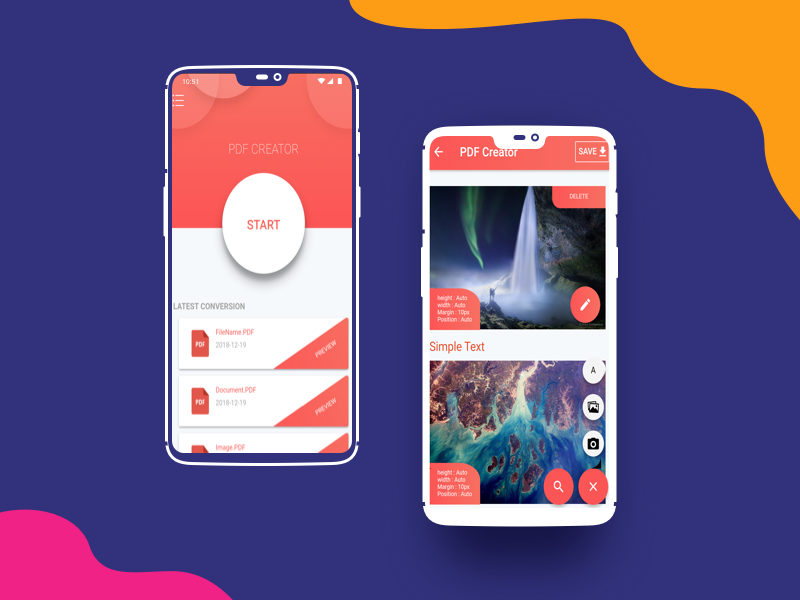 10:51
PDF CREATOR
START
LATEST CONVERSION
PDF
FileName.PDF
2018-12-19
PREVIEW
PDF
Document.PDF
2018-12-19
PREVIEW
Image.PDF
PDF Creator
SAVE
DELETE
height : Auto
width : Auto
Margin : 10px
Position : Auto
Simple Text
A
height : Auto
width : Auto
Margin : 10px
Position : Auto